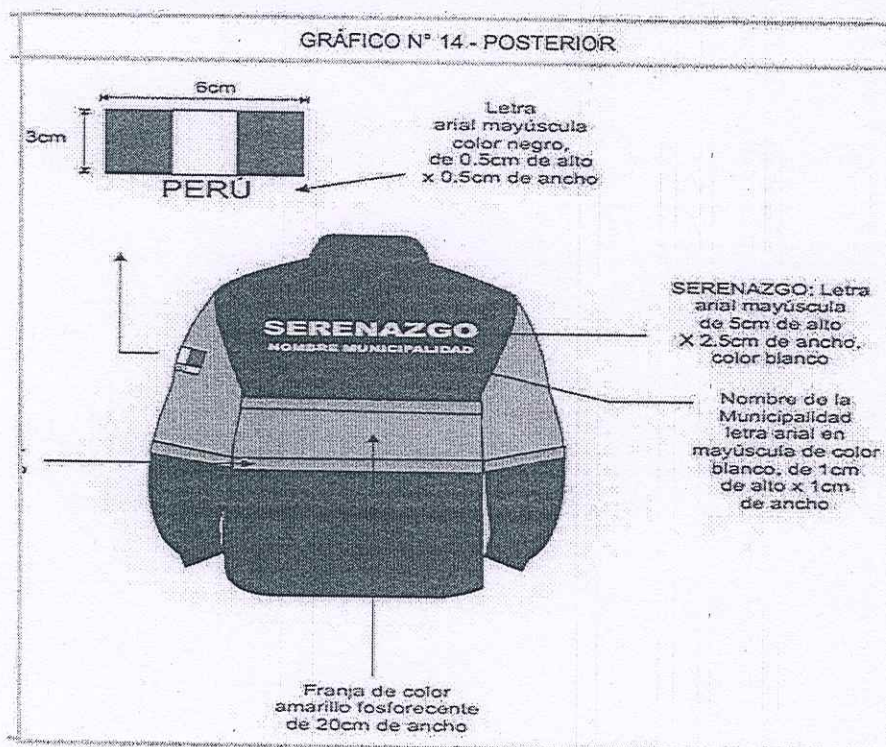 GRÁFICO N° 14.- POSTERIOR
6cm
3cm
PERÚ
Letra
arial mayúscula
color negro,
de 0.5cm de alto
x 0.5cm de ancho
SERENAZGO
NOMBRE MUNICIPALIDAD
SERENAZGO: Letra
arial mayúscula
de 5cm de alto
X 2.5cm de ancho,
color blanco
Nombre de la
Municipalidad
letra arial en
mayúscula de color
blanco, de 1cm
de alto x 1cm
de ancho
Franja de color
amarillo fosforecente
de 20cm de ancho